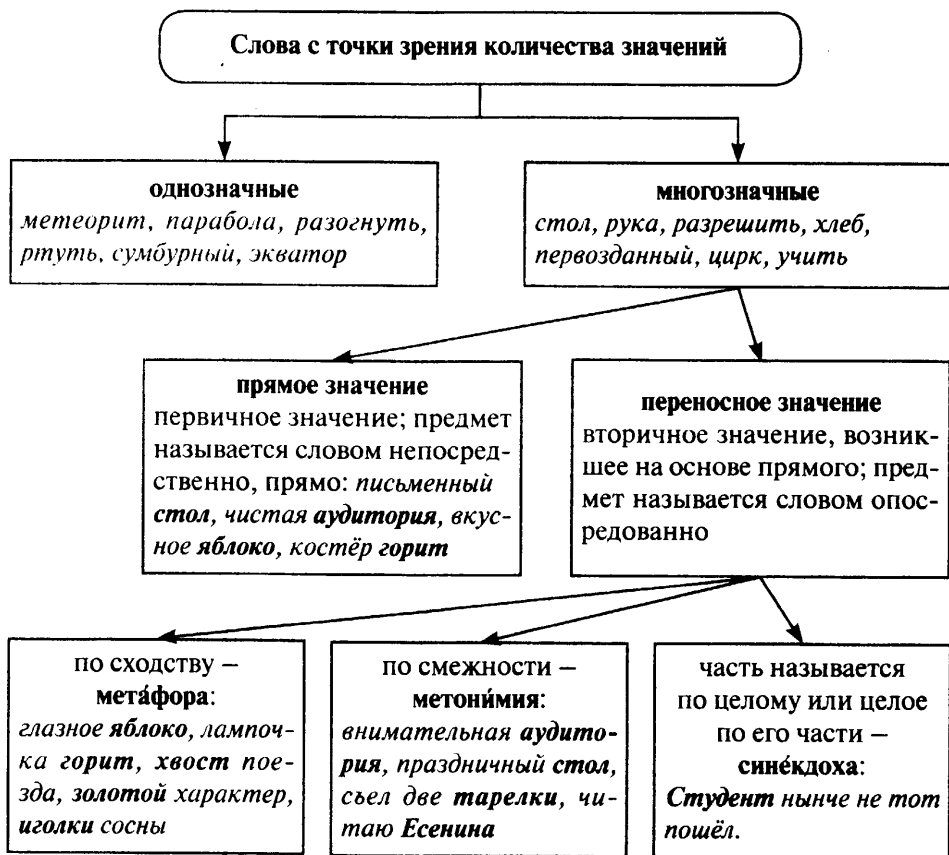 Слова с точки зрения количества значений
однозначные
метеорит, парабола, разогнуть,
ртуть, сумбурный, экватор
многозначные
стол, рука, разрешить, хлеб,
первозданный, цирк, учить
прямое значение
первичное значение; предмет
называется словом непосред-
ственно, прямо: письменный
стол, чистая аудитория, вкус-
ное яблоко, костёр горит
переносное значение
вторичное значение, возник-
шее на основе прямого; пред-
мет называется словом опос-
редованно
по сходству –
мета́фора:
глазное яблоко, лампоч-
ка горит, хвост пое-
зда, золотой характер,
иголки сосны
по смежности –
метони́мия:
внимательная аудито-
рия, праздничный стол,
съел две тарелки, чи-
таю Есенина
часть называется
по целому или целое
по его части –
сине́кдоха:
Студент нынче не тот
пошёл.